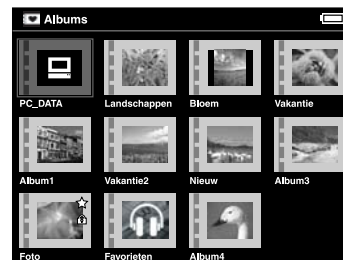 Albums
PC_DATA Landschappen Bloem Vakantie
Album1 Vakantie2 Nieuw Album3
Foto Favorieten Album4